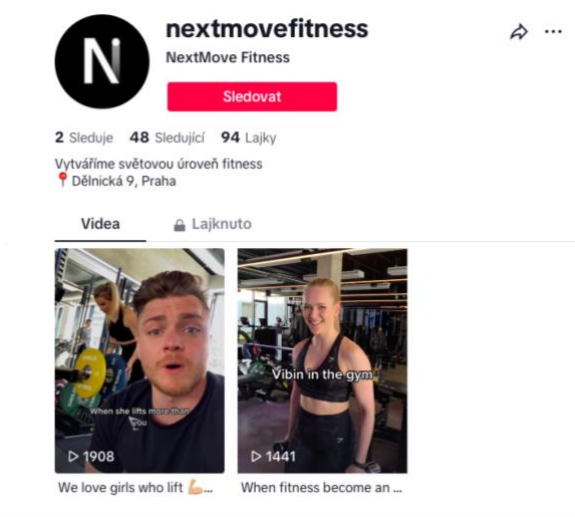 nextmovefitness
NextMove Fitness
Sledovat
2 Sleduje 48 Sledující 94 Lajky
Vytváříme světovou úroveň fitness
Dělnická 9, Praha
Videa Lajknuto
When she lifts more than
you
1908
Vibin in the gym
1441
We love girls who lift 💪...
When fitness become an ...